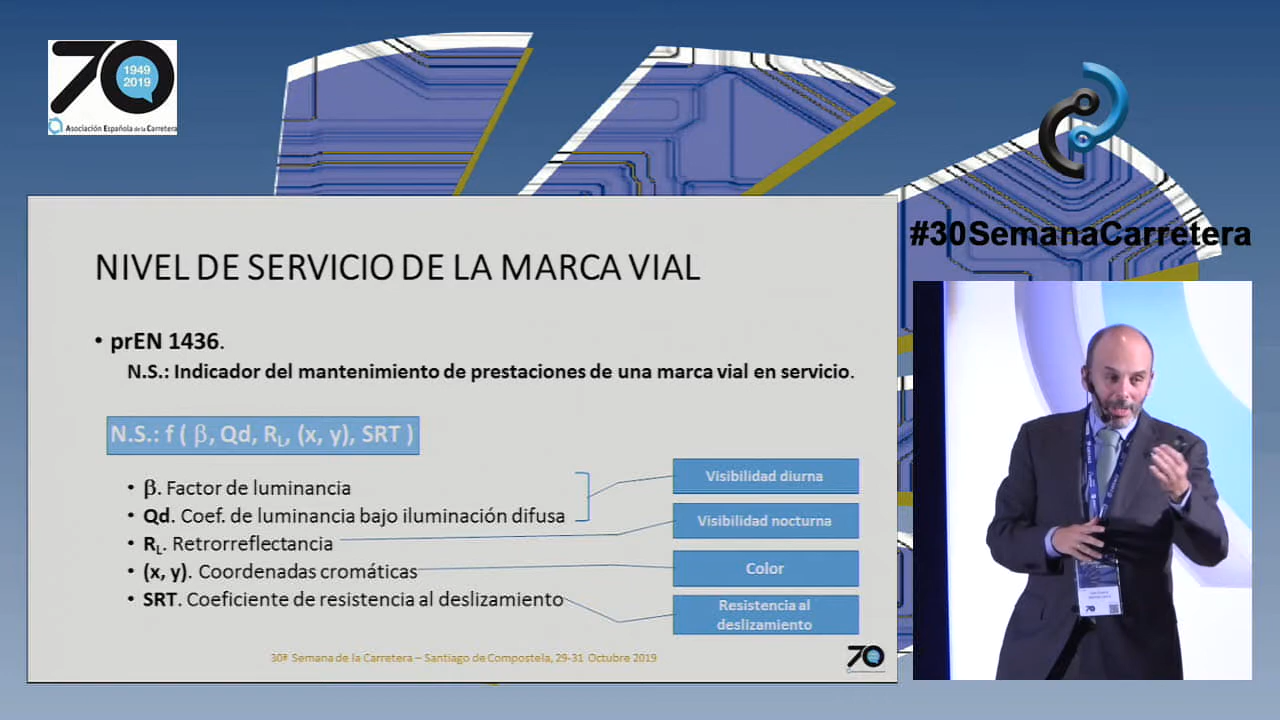 70
1949
2019
Asociación Española de la Carretera
#30SemanaCarretera
NIVEL DE SERVICIO DE LA MARCA VIAL
• prEN 1436.
N.S.: Indicador del mantenimiento de prestaciones de una marca vial en servicio.
N.S.: f ( β, Qd, RL, (x, y), SRT )
• β. Factor de luminancia
• Qd. Coef. de luminancia bajo iluminación difusa
• RL. Retrorreflectancia
• (x, y). Coordenadas cromáticas
• SRT. Coeficiente de resistencia al deslizamiento
Visibilidad diurna
Visibilidad nocturna
Color
Resistencia al
deslizamiento
30ª Semana de la Carretera – Santiago de Compostela, 29-31 Octubre 2019
70
70